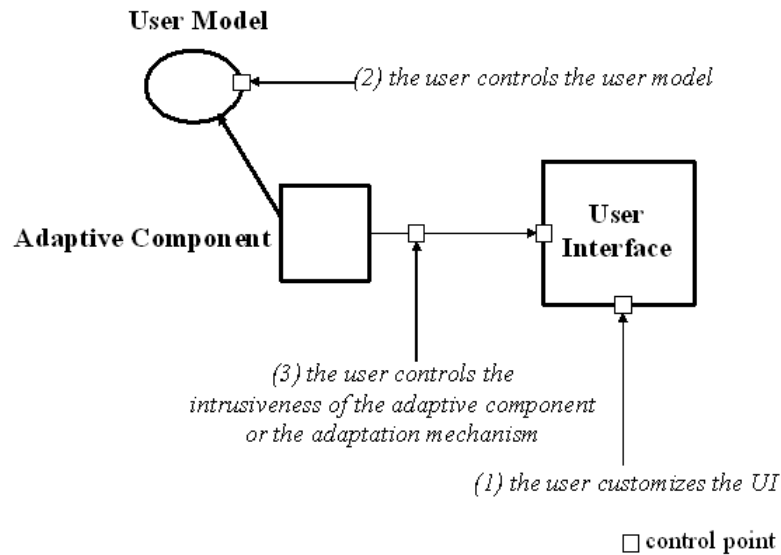 User Model
(2) the user controls the user model
User
Interface
Adaptive Component
(3) the user controls the
intrusiveness of the adaptive component
or the adaptation mechanism
(1) the user customizes the UI
control point